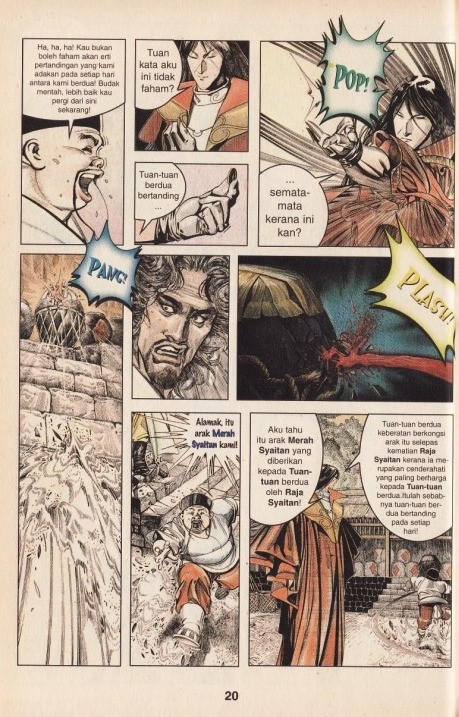 Ha, ha, ha! Kau bukan
boleh faham akan erti
pertandingan yang kami
adakan pada setiap hari
antara kami berdua! Budak
mentah, lebih baik kau
pergi dari sini
sekarang!
Tuan
kata aku
ini tidak
faham?
Tuan-tuan
berdua
bertanding
...
POP!
...
semata-
mata
kerana ini
kan?
PANG!
PLASH!
Alamak, itu
arak Merah
Syaitan kami!
Aku tahu
itu arak Merah
Syaitan yang
diberikan
kepada Tuan-
tuan berdua
oleh Raja
Syaitan!
Tuan-tuan berdua
keberatan berkongsi
arak itu selepas
kematian Raja
Syaitan kerana ia me-
rupakan cenderahati
yang paling berharga
kepada Tuan-tuan
berdua.Itulah sebab-
nya tuan-tuan ber-
dua bertanding
pada setiap
hari!
20